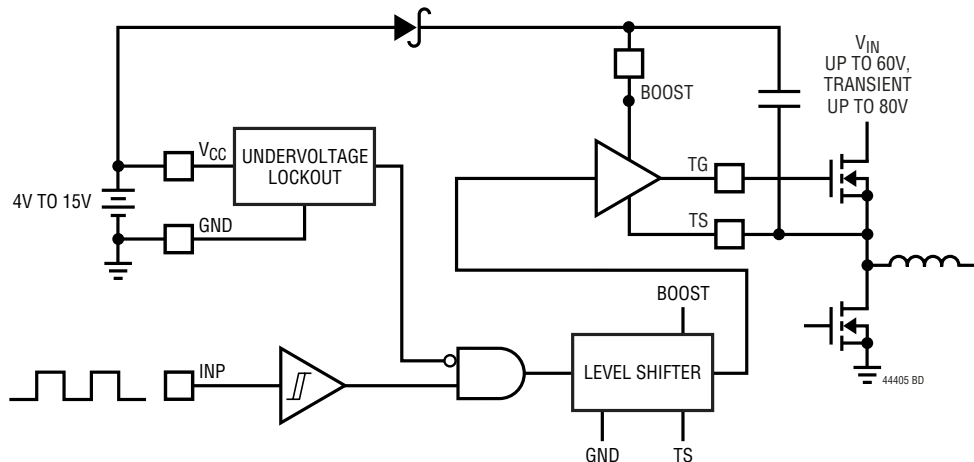 V_IN
UP TO 60V,
TRANSIENT
UP TO 80V
BOOST
V_CC
UNDERVOLTAGE
LOCKOUT
TG
4V TO 15V
GND
TS
BOOST
INP
LEVEL SHIFTER
44405 BD
GND
TS